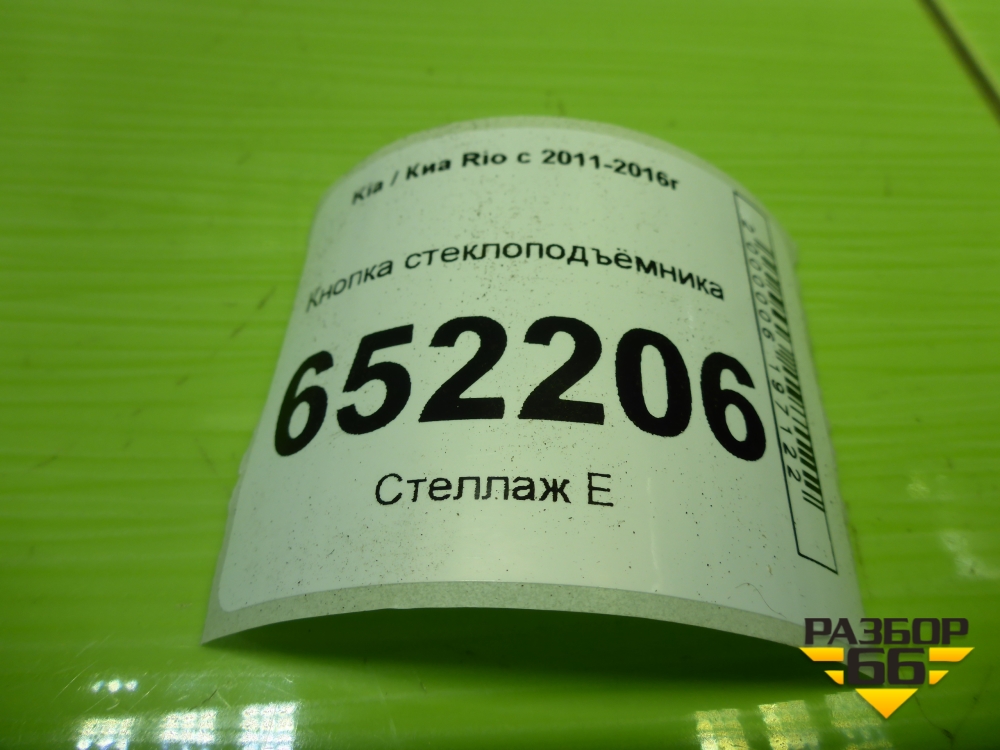 Kia / Киа Rio с 2011-2016г
Кнопка стеклоподъёмника
652206
Стеллаж Е
2000006197122
РАЗБОР
66